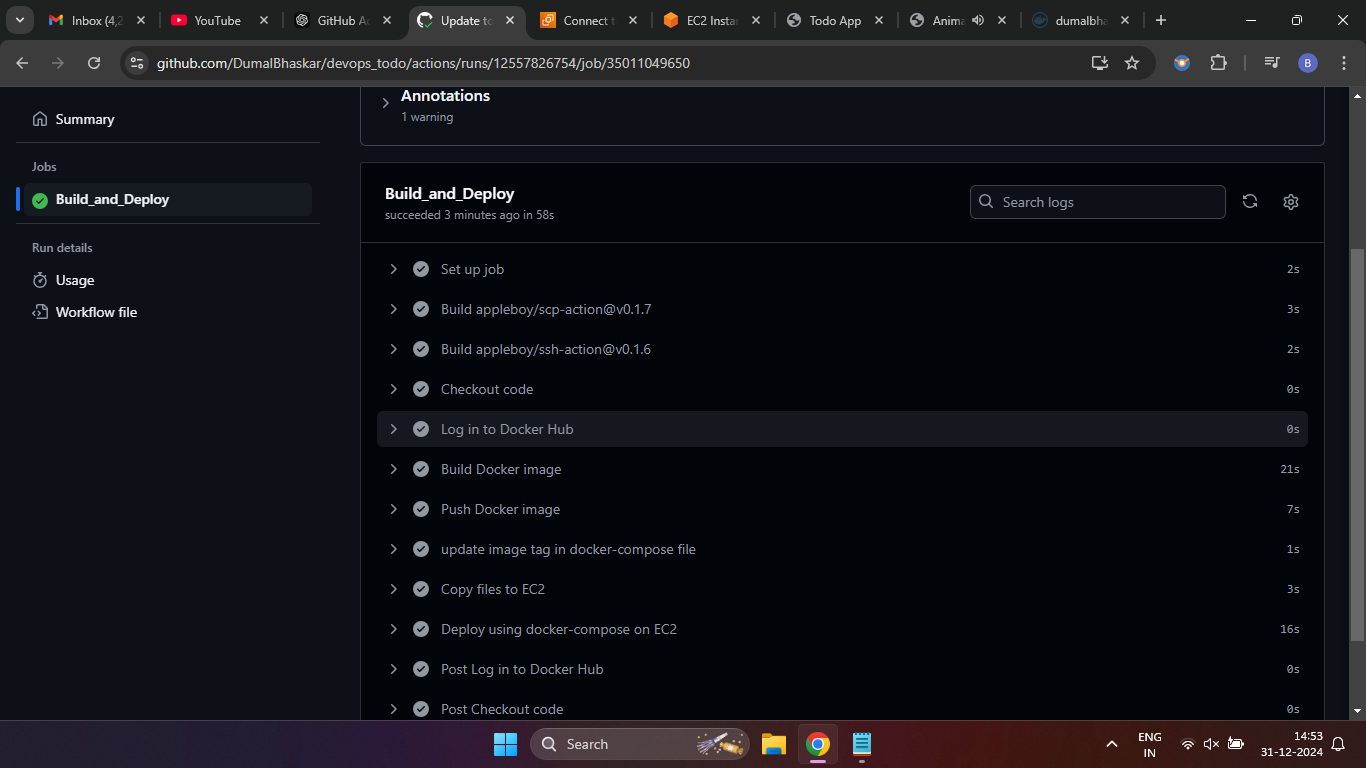 Inbox (4,2
YouTube
GitHub Ac
Update to
Connect t
EC2 Instar
Todo App
Anima
dumalbha
github.com/DumalBhaskar/devops_todo/actions/runs/12557826754/job/35011049650
B
Summary
Jobs
Build_and_Deploy
Run details
Usage
Workflow file
Annotations
1 warning
Build_and_Deploy
succeeded 3 minutes ago in 58s
Search logs
Set up job 2s
Build appleboy/scp-action@v0.1.7 3s
Build appleboy/ssh-action@v0.1.6 2s
Checkout code 0s
Log in to Docker Hub 0s
Build Docker image 21s
Push Docker image 7s
update image tag in docker-compose file 1s
Copy files to EC2 3s
Deploy using docker-compose on EC2 16s
Post Log in to Docker Hub 0s
Post Checkout code 0s
Search
ENG
IN
14:53
31-12-2024